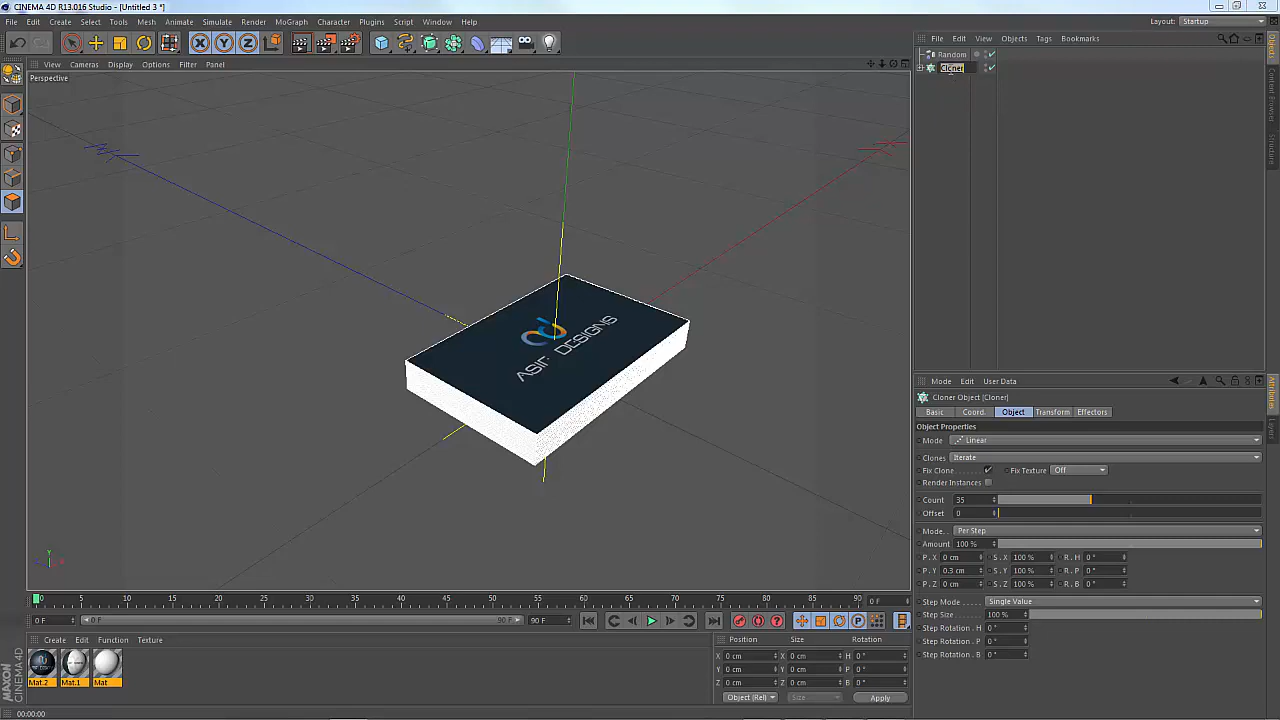 CINEMA 4D R13.016 Studio - [Untitled 3 *]
File Edit Create Select Tools Mesh Animate Simulate Render MoGraph Character Plugins Script Window Help
Layout: Startup
X Y Z
View Cameras Display Options Filter Panel
Perspective
ASIF DESIGNS
File Edit View Objects Tags Bookmarks
Random
Cloner
Objects
Content Browser
Structure
Mode Edit User Data
Attributes
Layers
Cloner Object [Cloner]
Basic Coord. Object Transform Effectors
Object Properties
Mode Linear
Clones Iterate
Fix Clone Fix Texture Off
Render Instances
Count 35
Offset 0
Mode Per Step
Amount 100 %
P . X 0 cm S . X 100 % R . H 0 °
P . Y 0.3 cm S . Y 100 % R . P 0 °
P . Z 0 cm S . Z 100 % R . B 0 °
Step Mode Single Value
Step Size 100 %
Step Rotation . H 0 °
Step Rotation . P 0 °
Step Rotation . B 0 °
0 5 10 15 20 25 30 35 40 45 50 55 60 65 70 75 80 85 90 0 F
0 F 0 F 90 F 90 F
Create Edit Function Texture
Mat.2 Mat.1 Mat
Position Size Rotation
X 0 cm X 0 cm H 0 °
Y 0 cm Y 0 cm P 0 °
Z 0 cm Z 0 cm B 0 °
Object (Rel) Size Apply
MAXON CINEMA 4D
00:00:00